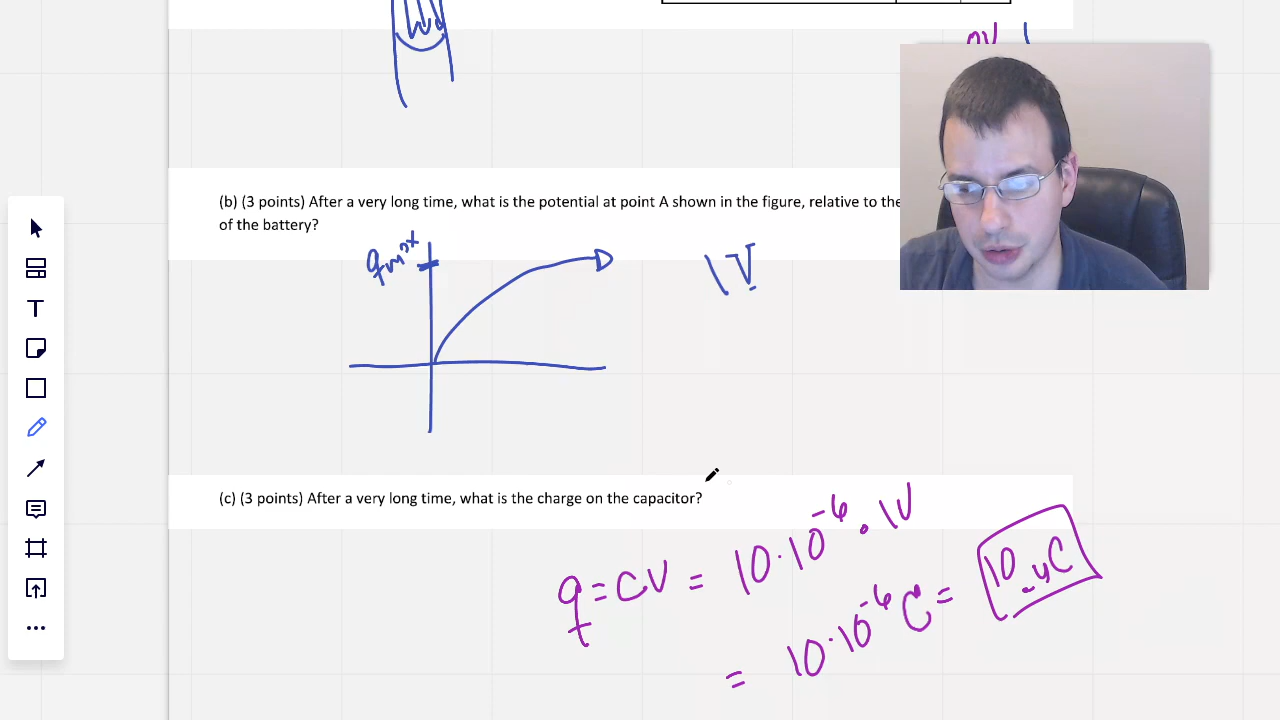 (b) (3 points) After a very long time, what is the potential at point A shown in the figure, relative to the
of the battery?
qmax
1V
(c) (3 points) After a very long time, what is the charge on the capacitor?
q = CV = 10·10⁻⁶ · 1V
= 10·10⁻⁶ C = 10 μC
T